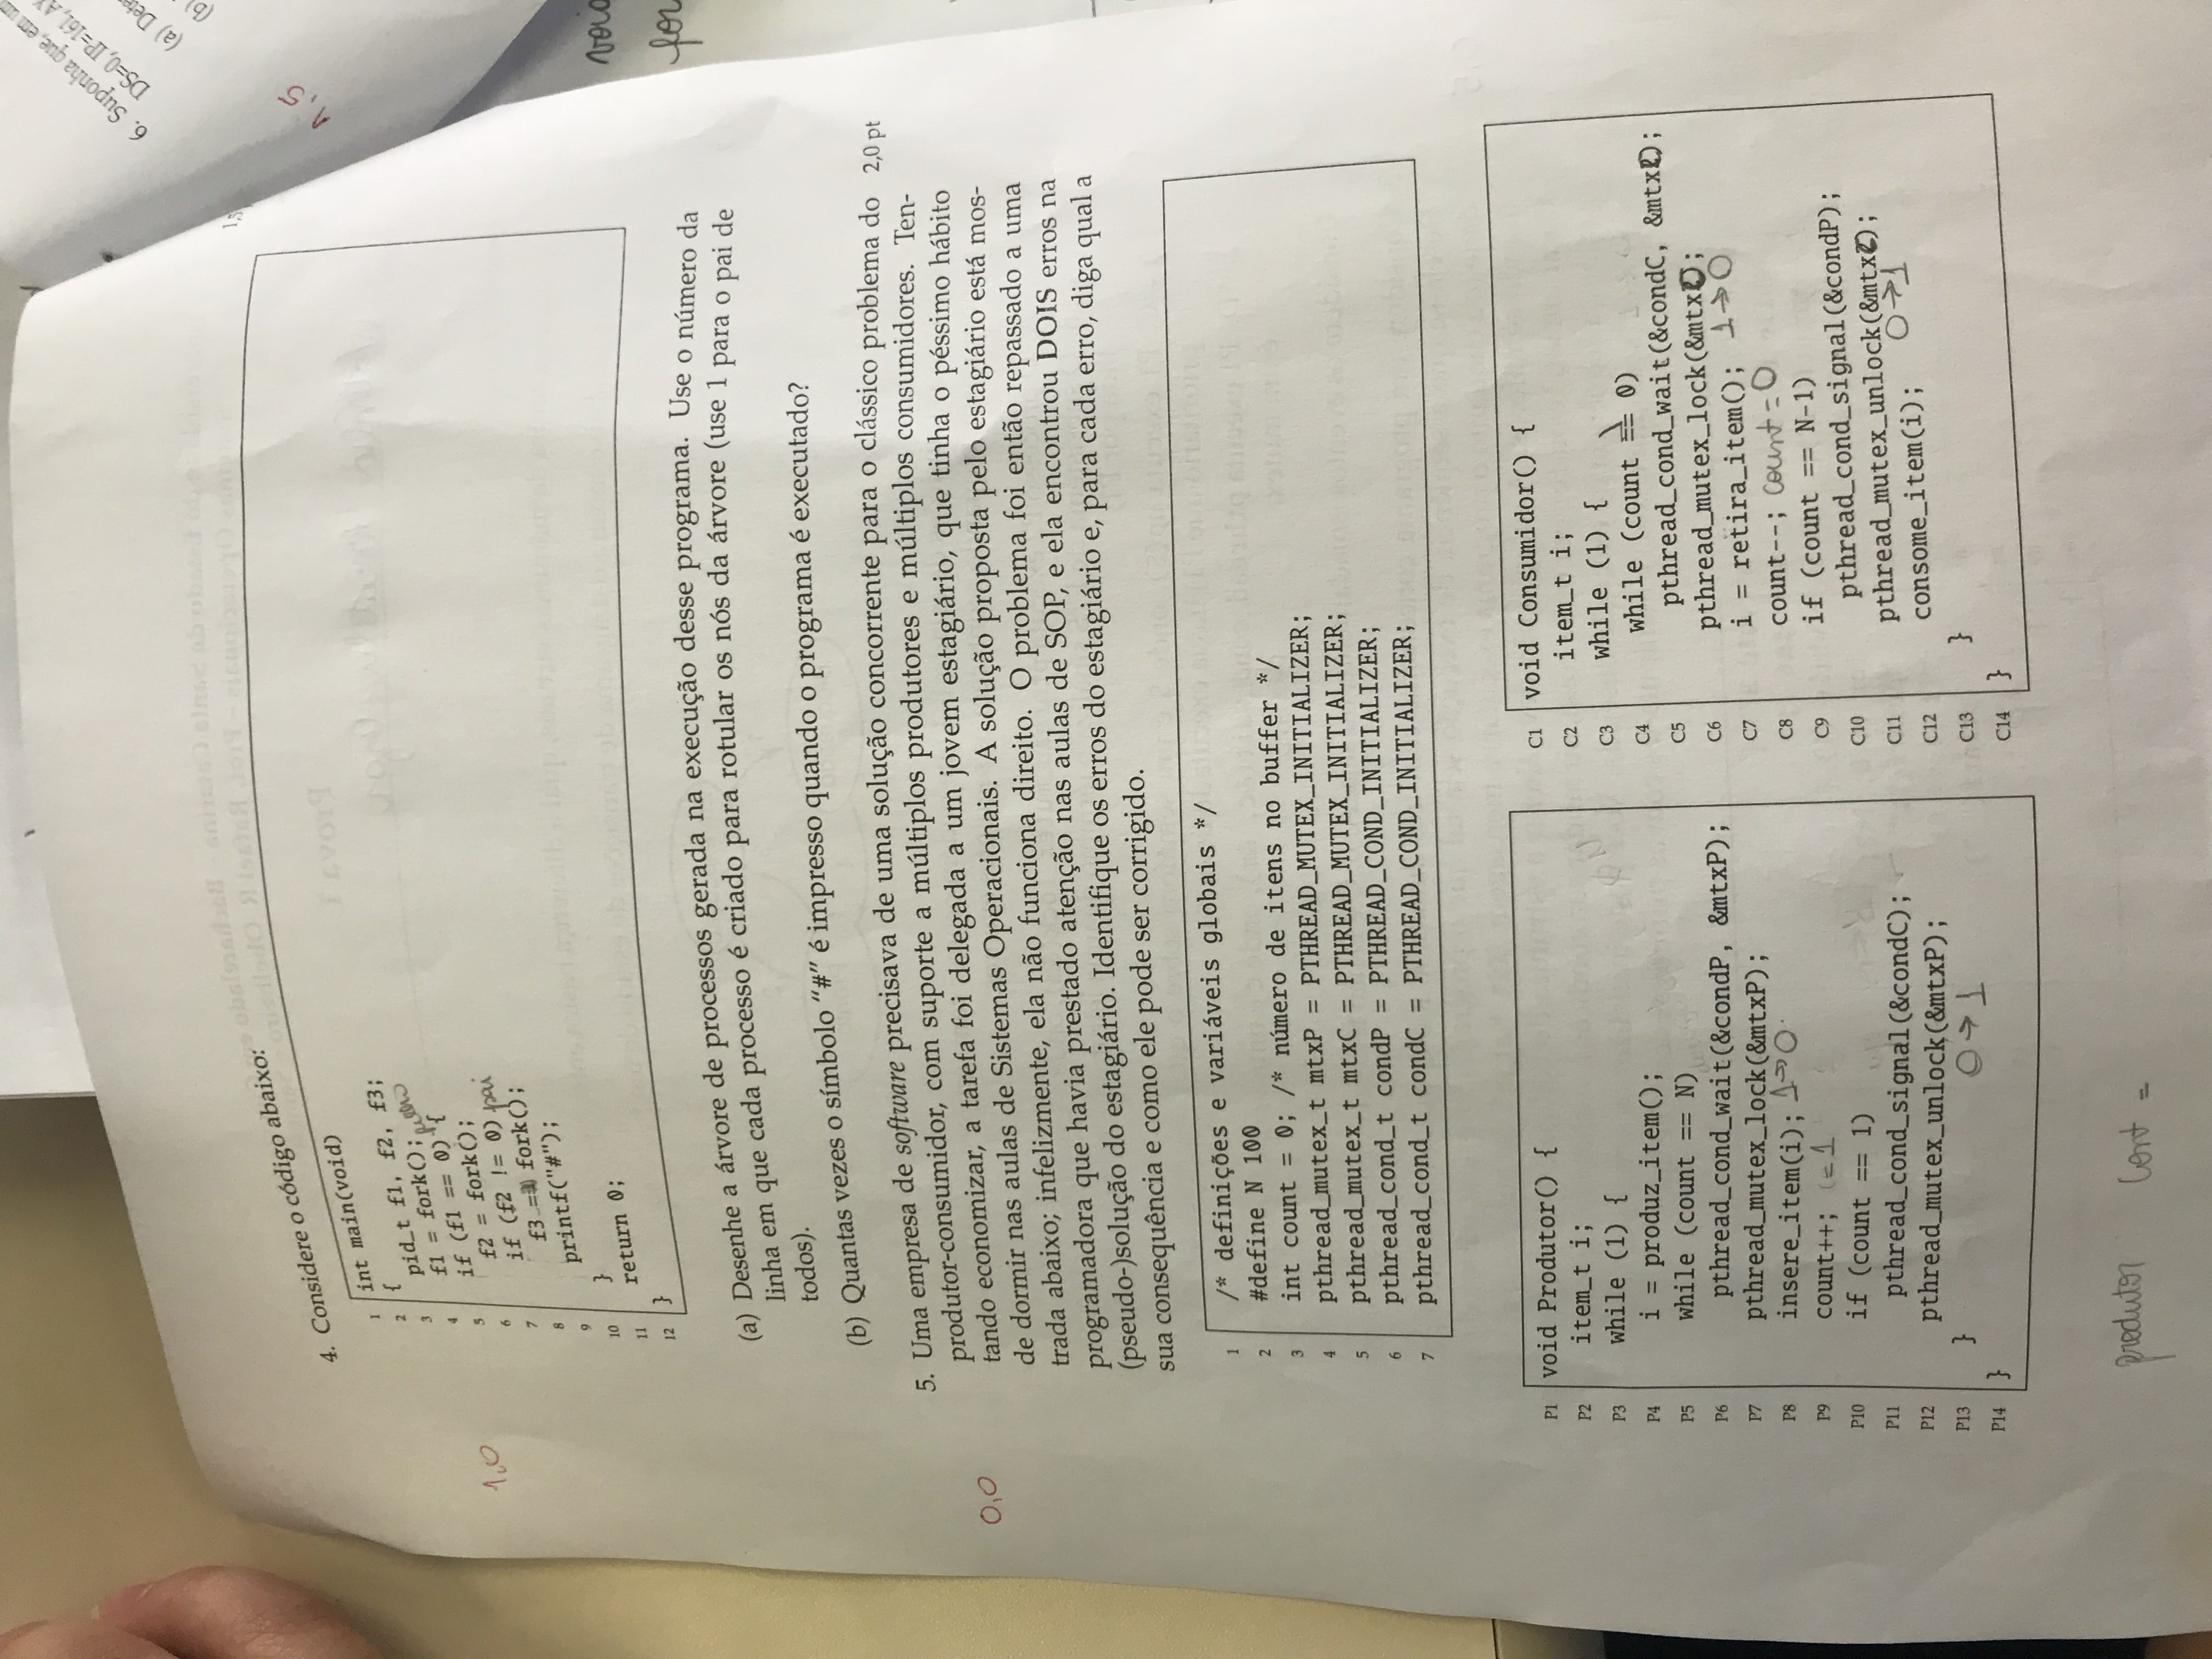 6. Suponha que, em um
DS=0, IP=161, AX
(a) Dete
(b)
1,5
4. Considere o código abaixo:
1 int main(void)
2 {
3 pid_t f1, f2, f3;
4 f1 = fork();
5 if (f1 == 0) {
6 f2 = fork();
7 if (f2 != 0) pai
8 f3 = fork();
9 printf("#");
10 }
11 return 0;
12 }
1,0
(a) Desenhe a árvore de processos gerada na execução desse programa. Use o número da
linha em que cada processo é criado para rotular os nós da árvore (use 1 para o pai de
todos).
(b) Quantas vezes o símbolo “#” é impresso quando o programa é executado?
5. Uma empresa de software precisava de uma solução concorrente para o clássico problema do 2,0 pt
produtor-consumidor, com suporte a múltiplos produtores e múltiplos consumidores. Ten-
tando economizar, a tarefa foi delegada a um jovem estagiário, que tinha o péssimo hábito
0,0
de dormir nas aulas de Sistemas Operacionais. A solução proposta pelo estagiário está mos-
trada abaixo; infelizmente, ela não funciona direito. O problema foi então repassado a uma
programadora que havia prestado atenção nas aulas de SOP, e ela encontrou DOIS erros na
(pseudo-)solução do estagiário. Identifique os erros do estagiário e, para cada erro, diga qual a
sua consequência e como ele pode ser corrigido.
1 /* definições e variáveis globais */
2 #define N 100
3 int count = 0; /* número de itens no buffer */
4 pthread_mutex_t mtxP = PTHREAD_MUTEX_INITIALIZER;
5 pthread_mutex_t mtxC = PTHREAD_MUTEX_INITIALIZER;
6 pthread_cond_t condP = PTHREAD_COND_INITIALIZER;
7 pthread_cond_t condC = PTHREAD_COND_INITIALIZER;
P1 void Produtor() {
P2 item_t i;
P3 while (1) {
P4 i = produz_item();
P5 while (count == N)
P6 pthread_cond_wait(&condP, &mtxP);
P7 pthread_mutex_lock(&mtxP);
P8 insere_item(i); 1→0
P9 count++; = 1
P10 if (count == 1)
P11 pthread_cond_signal(&condC);
P12 pthread_mutex_unlock(&mtxP);
P13 } 0→1
P14 }
C1 void Consumidor() {
C2 item_t i;
C3 while (1) {
C4 while (count == 0)
C5 pthread_cond_wait(&condC, &mtxC);
C6 pthread_mutex_lock(&mtxC);
C7 i = retira_item(); 1→0
C8 count--; count = 0
C9 if (count == N-1)
C10 pthread_cond_signal(&condP);
C11 pthread_mutex_unlock(&mtxC);
C12 consome_item(i); 0→1
C13 }
C14 }
produtor Cont =